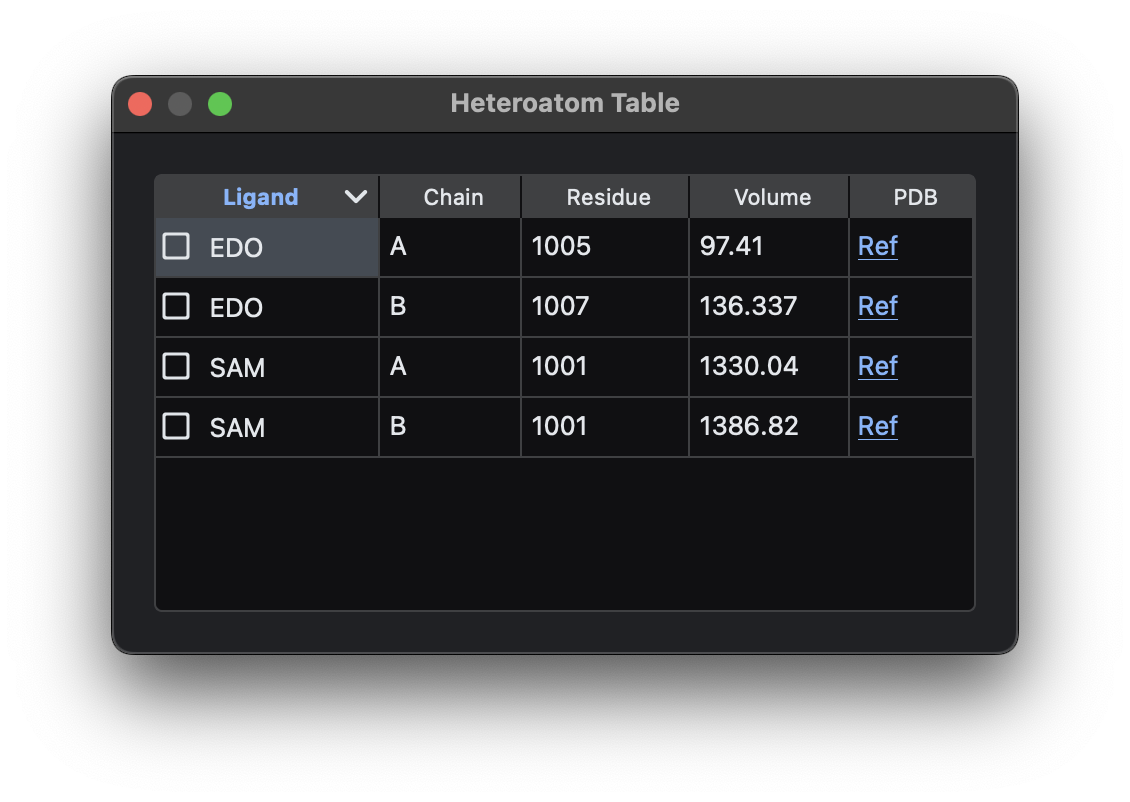 Heteroatom Table
Ligand Chain Residue Volume PDB
EDO A 1005 97.41 Ref
EDO B 1007 136.337 Ref
SAM A 1001 1330.04 Ref
SAM B 1001 1386.82 Ref